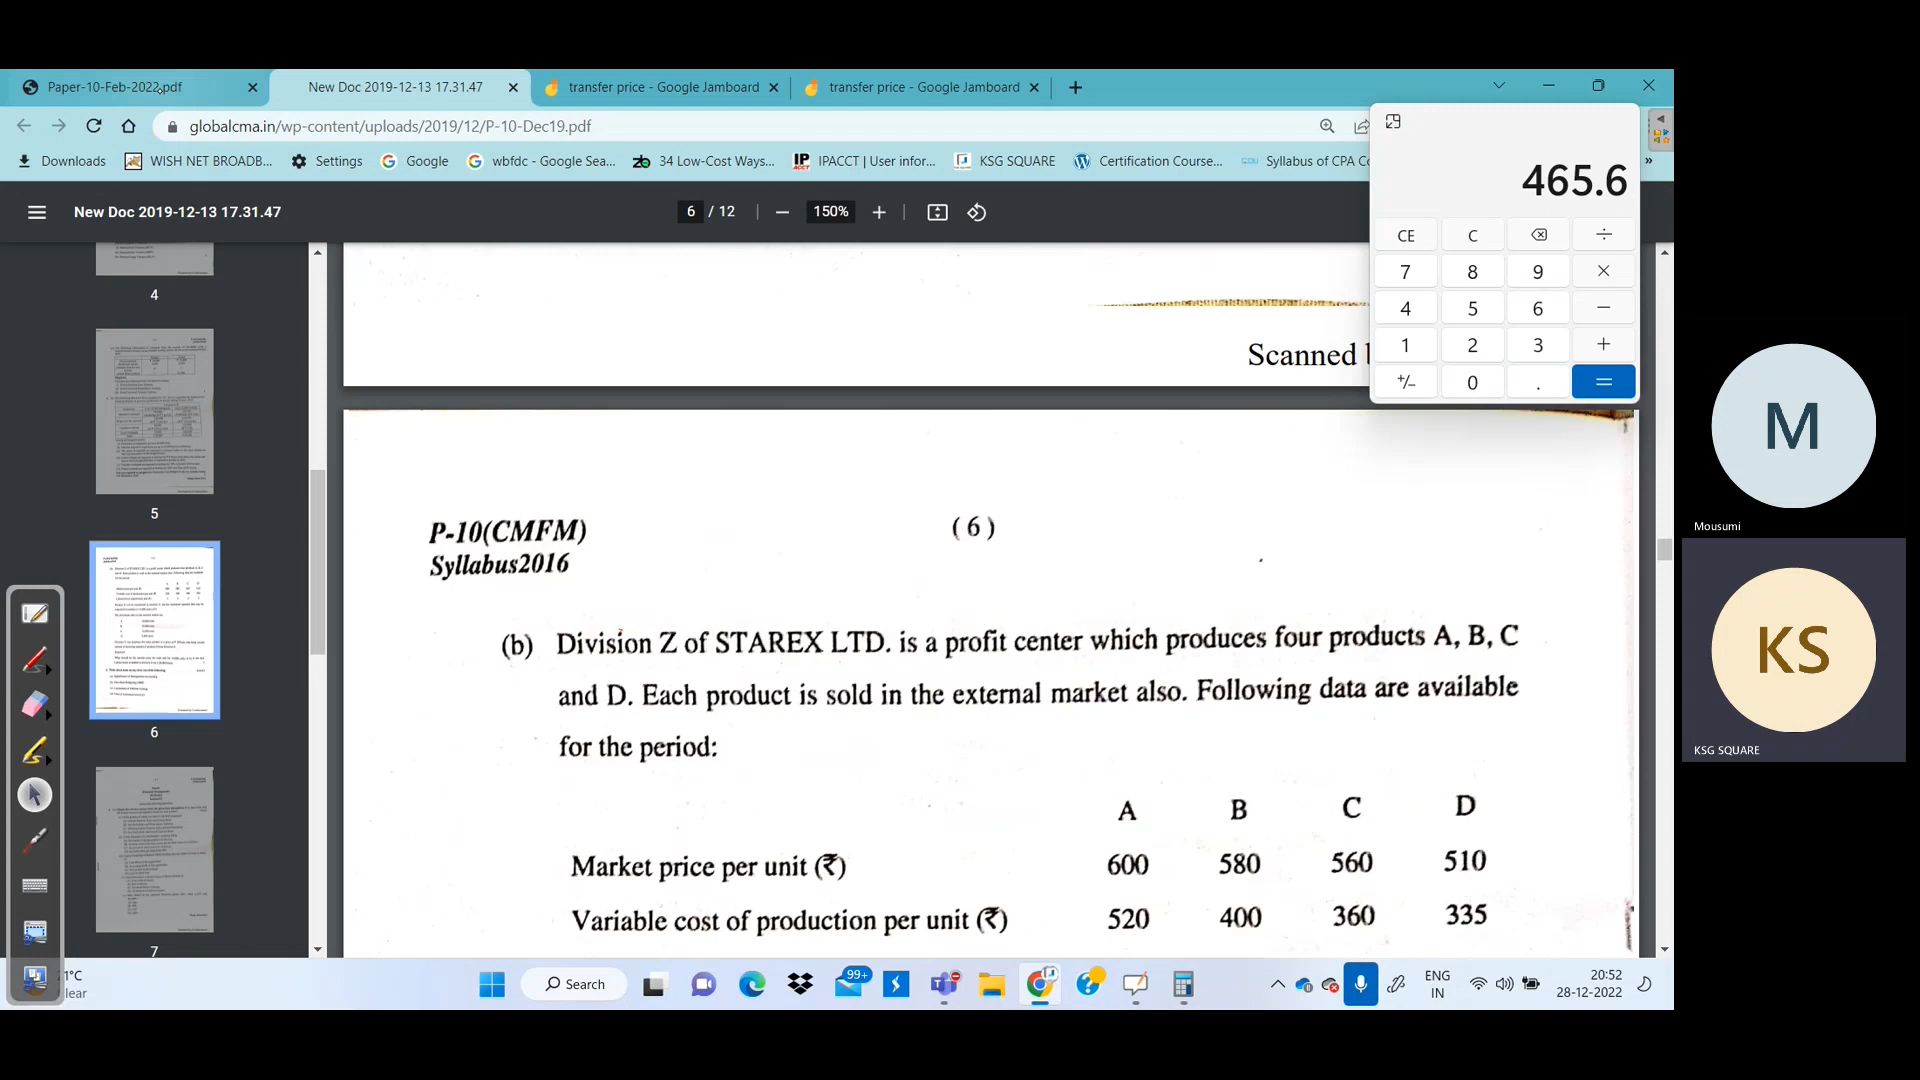 Paper-10-Feb-2022.pdf
New Doc 2019-12-13 17.31.47
transfer price - Google Jamboard
transfer price - Google Jamboard
globalcma.in/wp-content/uploads/2019/12/P-10-Dec19.pdf
Downloads
WISH NET BROADB...
Settings
Google
wbfdc - Google Sea...
34 Low-Cost Ways...
IPACCT | User infor...
KSG SQUARE
Certification Course...
Syllabus of CPA Co
»
New Doc 2019-12-13 17.31.47
6 / 12
150%
465.6
CE C ÷
7 8 9 ×
4 5 6 −
1 2 3 +
+/− 0 . =
4
5
6
7
Scanned
P-10(CMFM)
(6)
Syllabus2016
(b) Division Z of STAREX LTD. is a profit center which produces four products A, B, C
and D. Each product is sold in the external market also. Following data are available
for the period:
A B C D
Market price per unit (₹) 600 580 560 510
Variable cost of production per unit (₹) 520 400 360 335
M
Mousumi
KS
KSG SQUARE
1°C
lear
Search
99+
ENG
IN
20:52
28-12-2022